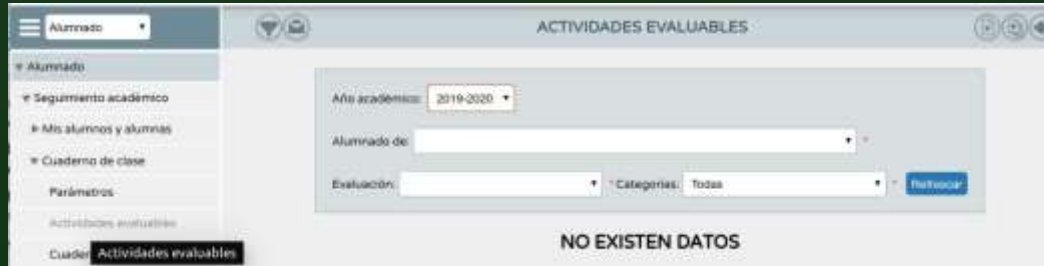 Alumnado
ACTIVIDADES EVALUABLES
Alumnado
Seguimiento académico
Mis alumnos y alumnas
Cuaderno de clase
Parámetros
Actividades evaluables
Cuader
Actividades evaluables
Año académico: 2019-2020
Alumnado de: *
Evaluación: * Categorías: Todas * Refrescar
NO EXISTEN DATOS